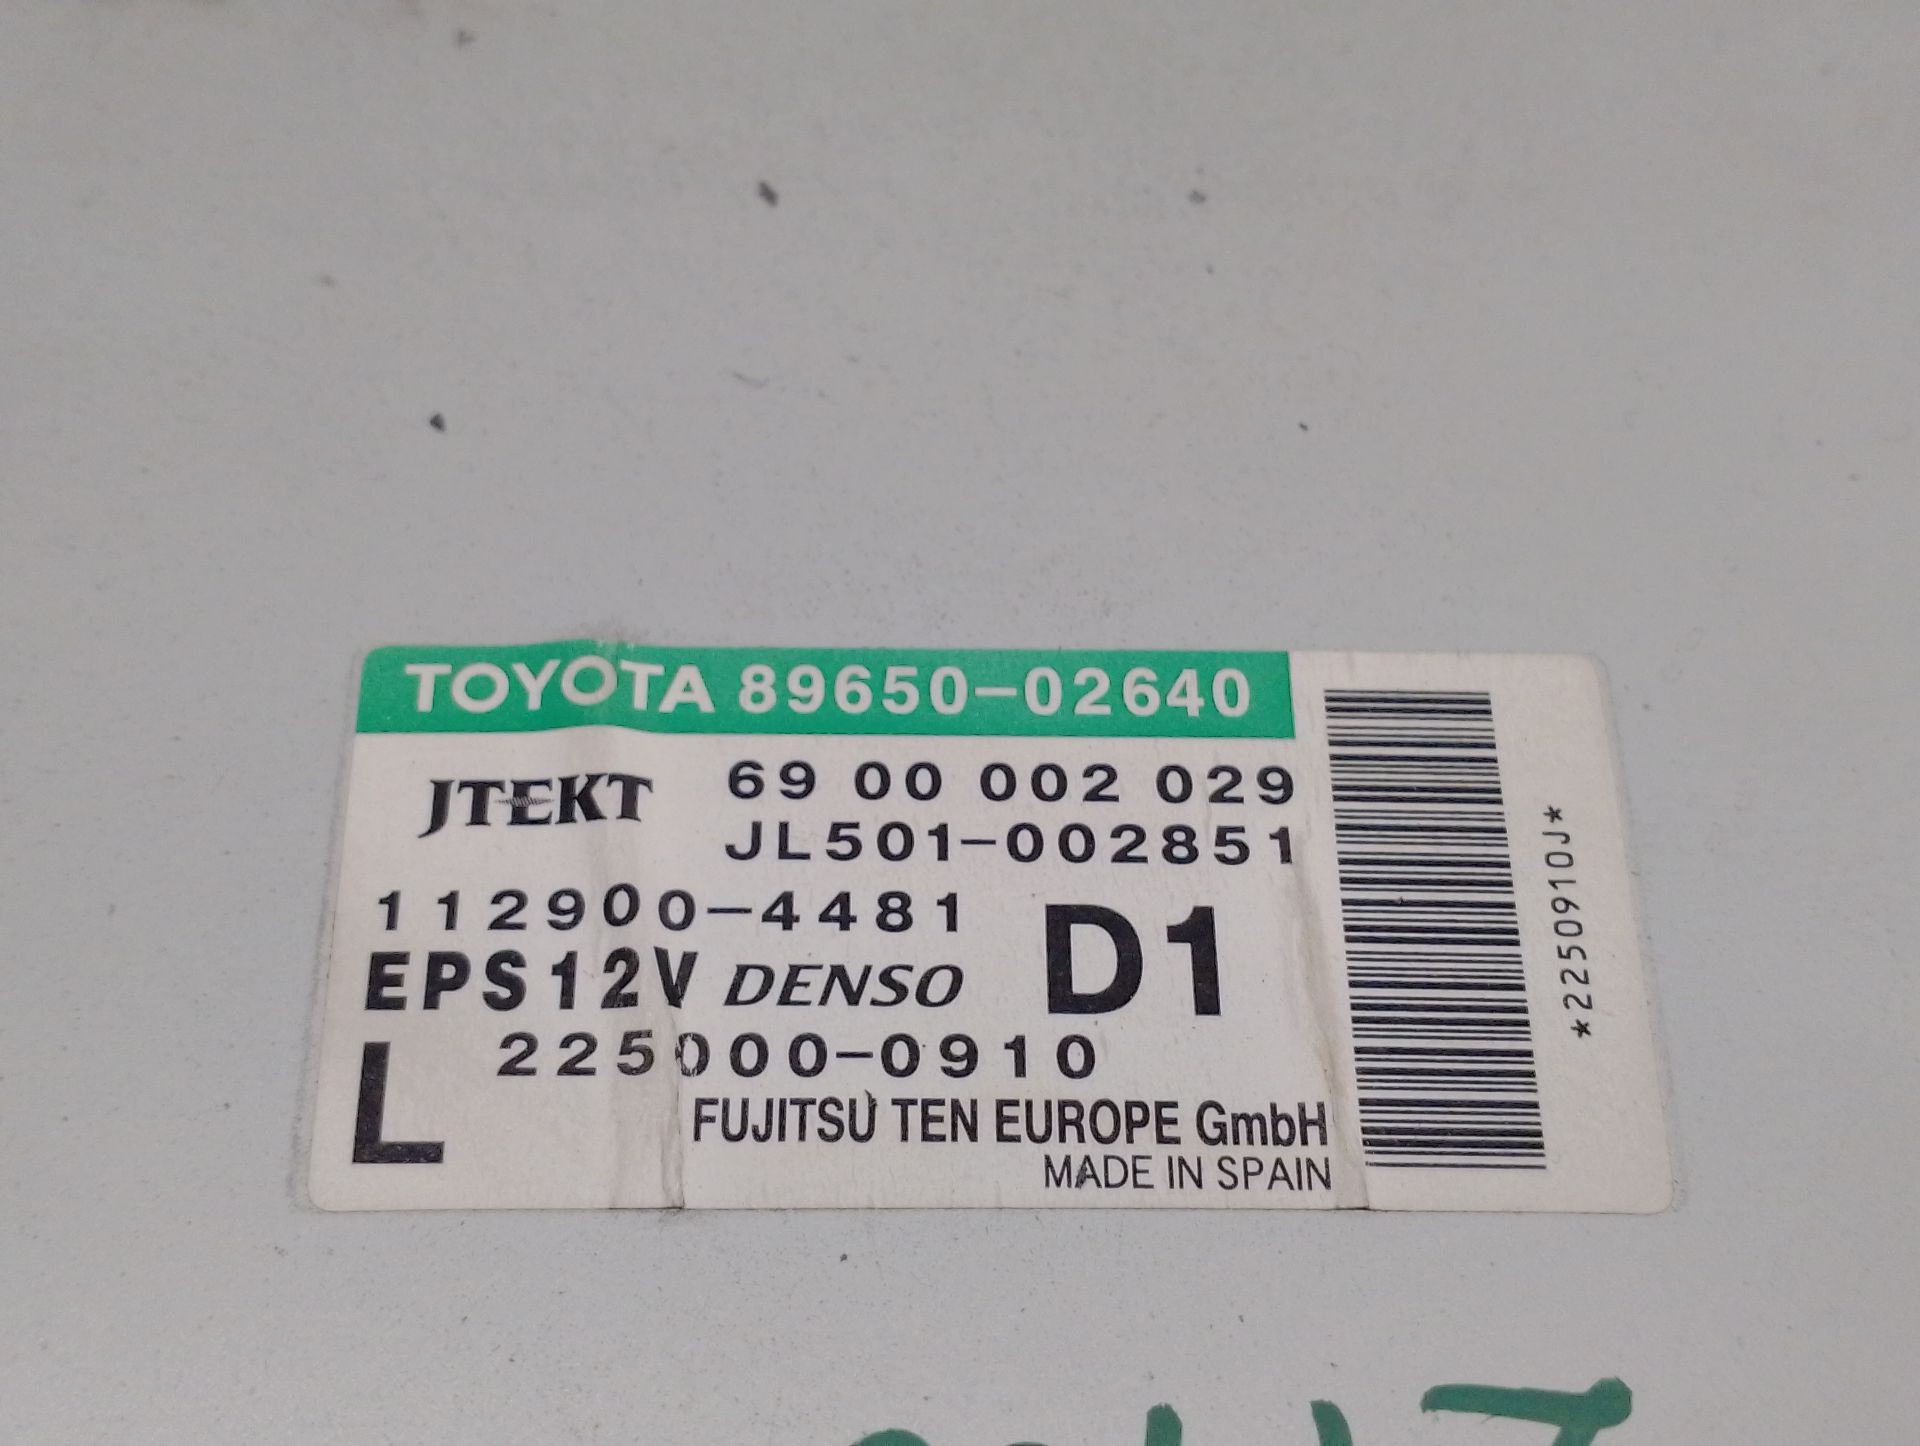 TOYOTA 89650-02640
JTEKT 69 00 002 029
JL501-002851
112900-4481
EPS12V DENSO D1
L 225000-0910
FUJITSU TEN EUROPE GmbH
MADE IN SPAIN
*2250910J*